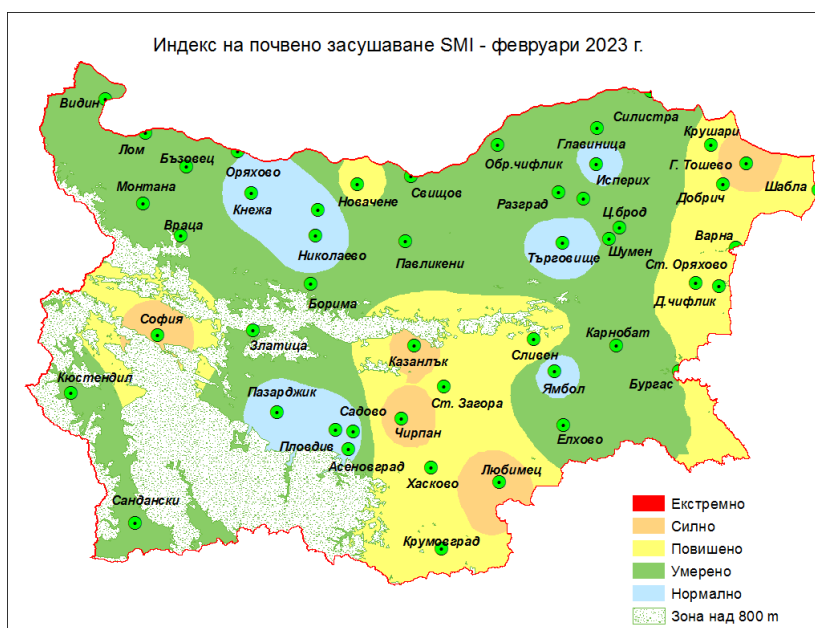 Индекс на почвено засушаване SMI - февруари 2023 г.
Видин
Силистра
Лом
Главиница
Крушари
Бъзовец
Обр.чифлик
Г. Тошево
Оряхово
Исперих
Монтана
Кнежа
Новачене
Свищов
Разград
Добрич
Шабла
Враца
Ц.брод
Николаево
Павликени
Търговище
Шумен
Варна
Ст. Оряхово
Борима
Д.чифлик
София
Златица
Казанлък
Сливен
Карнобат
Кюстендил
Пазарджик
Садово
Ст. Загора
Ямбол
Бургас
Чирпан
Пловдив
Елхово
Асеновград
Хасково
Любимец
Сандански
Крумовград
Екстремно
Силно
Повишено
Умерено
Нормално
Зона над 800 m